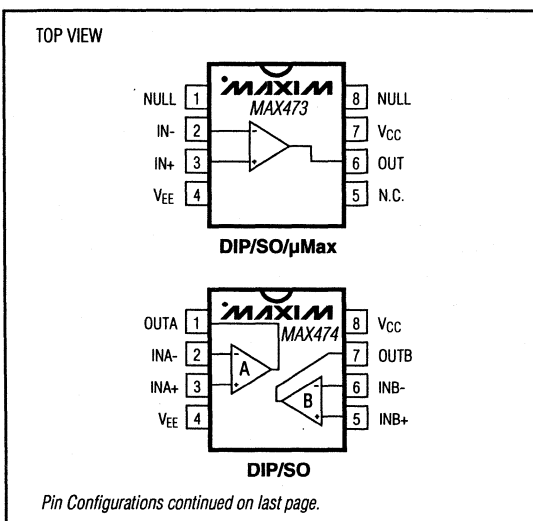 TOP VIEW
MAXIM
MAX473
NULL 1
IN- 2
IN+ 3
VEE 4
8 NULL
7 VCC
6 OUT
5 N.C.
-
+
DIP/SO/µMax
MAXIM
MAX474
OUTA 1
INA- 2
INA+ 3
VEE 4
8 VCC
7 OUTB
6 INB-
5 INB+
-
A
+
-
B
+
DIP/SO
Pin Configurations continued on last page.